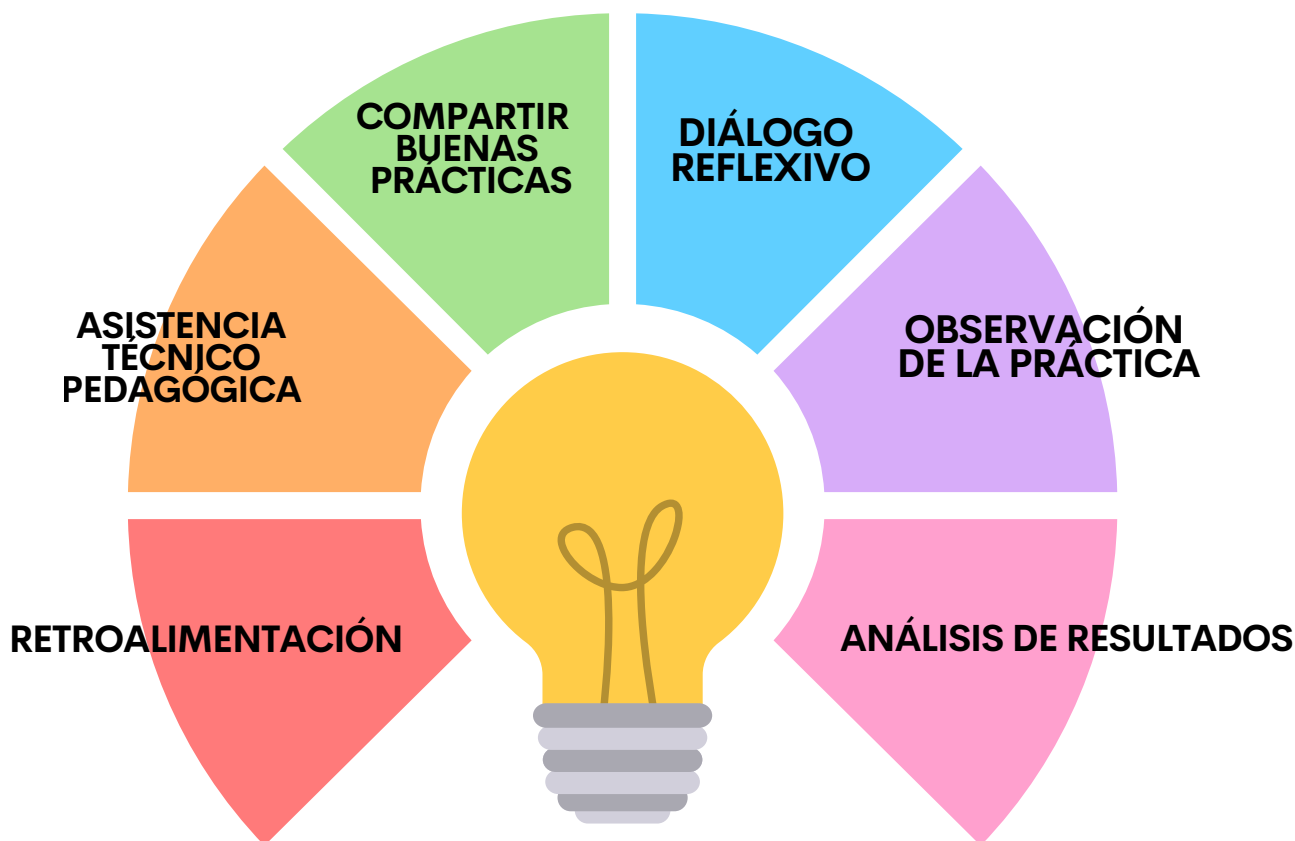 COMPARTIR
BUENAS
PRÁCTICAS
DIÁLOGO
REFLEXIVO
ASISTENCIA
TÉCNICO
PEDAGÓGICA
OBSERVACIÓN
DE LA PRÁCTICA
RETROALIMENTACIÓN
ANÁLISIS DE RESULTADOS